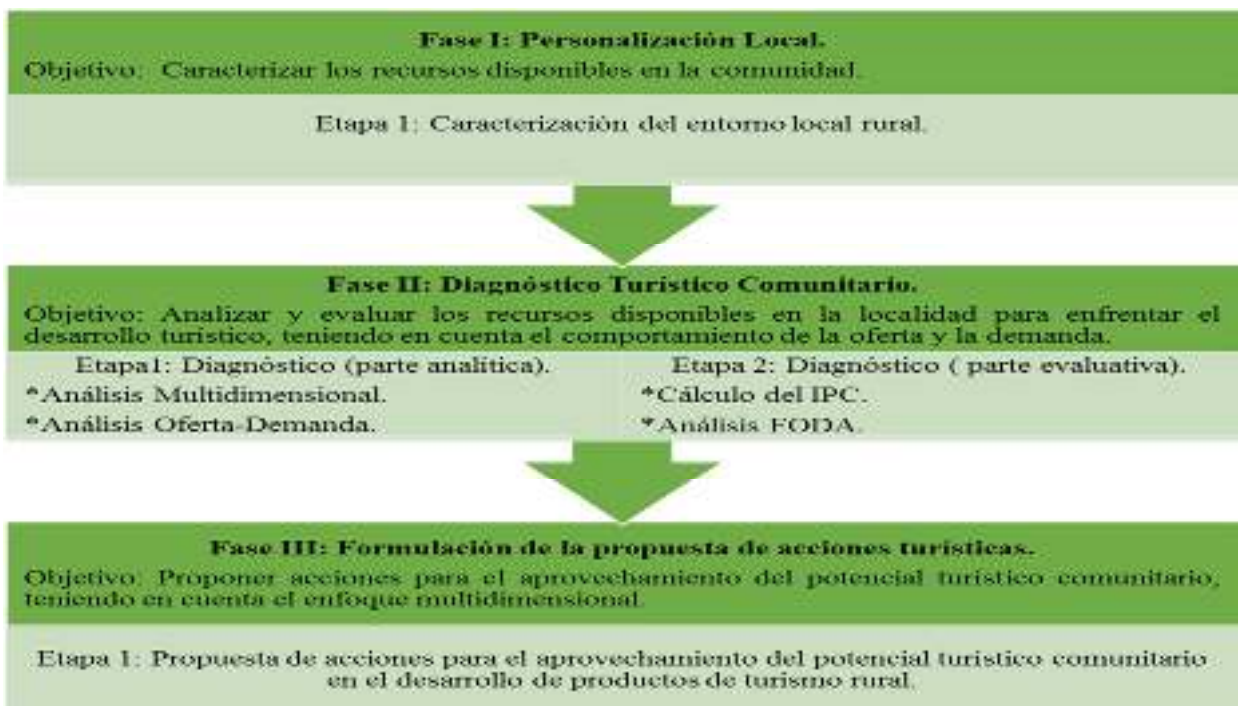 Fase I: Personalización Local.
Objetivo: Caracterizar los recursos disponibles en la comunidad.
Etapa 1: Caracterización del entorno local rural.
Fase II: Diagnóstico Turístico Comunitario.
Objetivo: Analizar y evaluar los recursos disponibles en la localidad para enfrentar el
desarrollo turístico, teniendo en cuenta el comportamiento de la oferta y la demanda.
Etapa1: Diagnóstico (parte analítica).
*Análisis Multidimensional.
*Análisis Oferta-Demanda.
Etapa 2: Diagnóstico ( parte evaluativa).
*Cálculo del IPC.
*Análisis FODA.
Fase III: Formulación de la propuesta de acciones turísticas.
Objetivo: Proponer acciones para el aprovechamiento del potencial turístico comunitario,
teniendo en cuenta el enfoque multidimensional.
Etapa 1: Propuesta de acciones para el aprovechamiento del potencial turístico comunitario
en el desarrollo de productos de turismo rural.